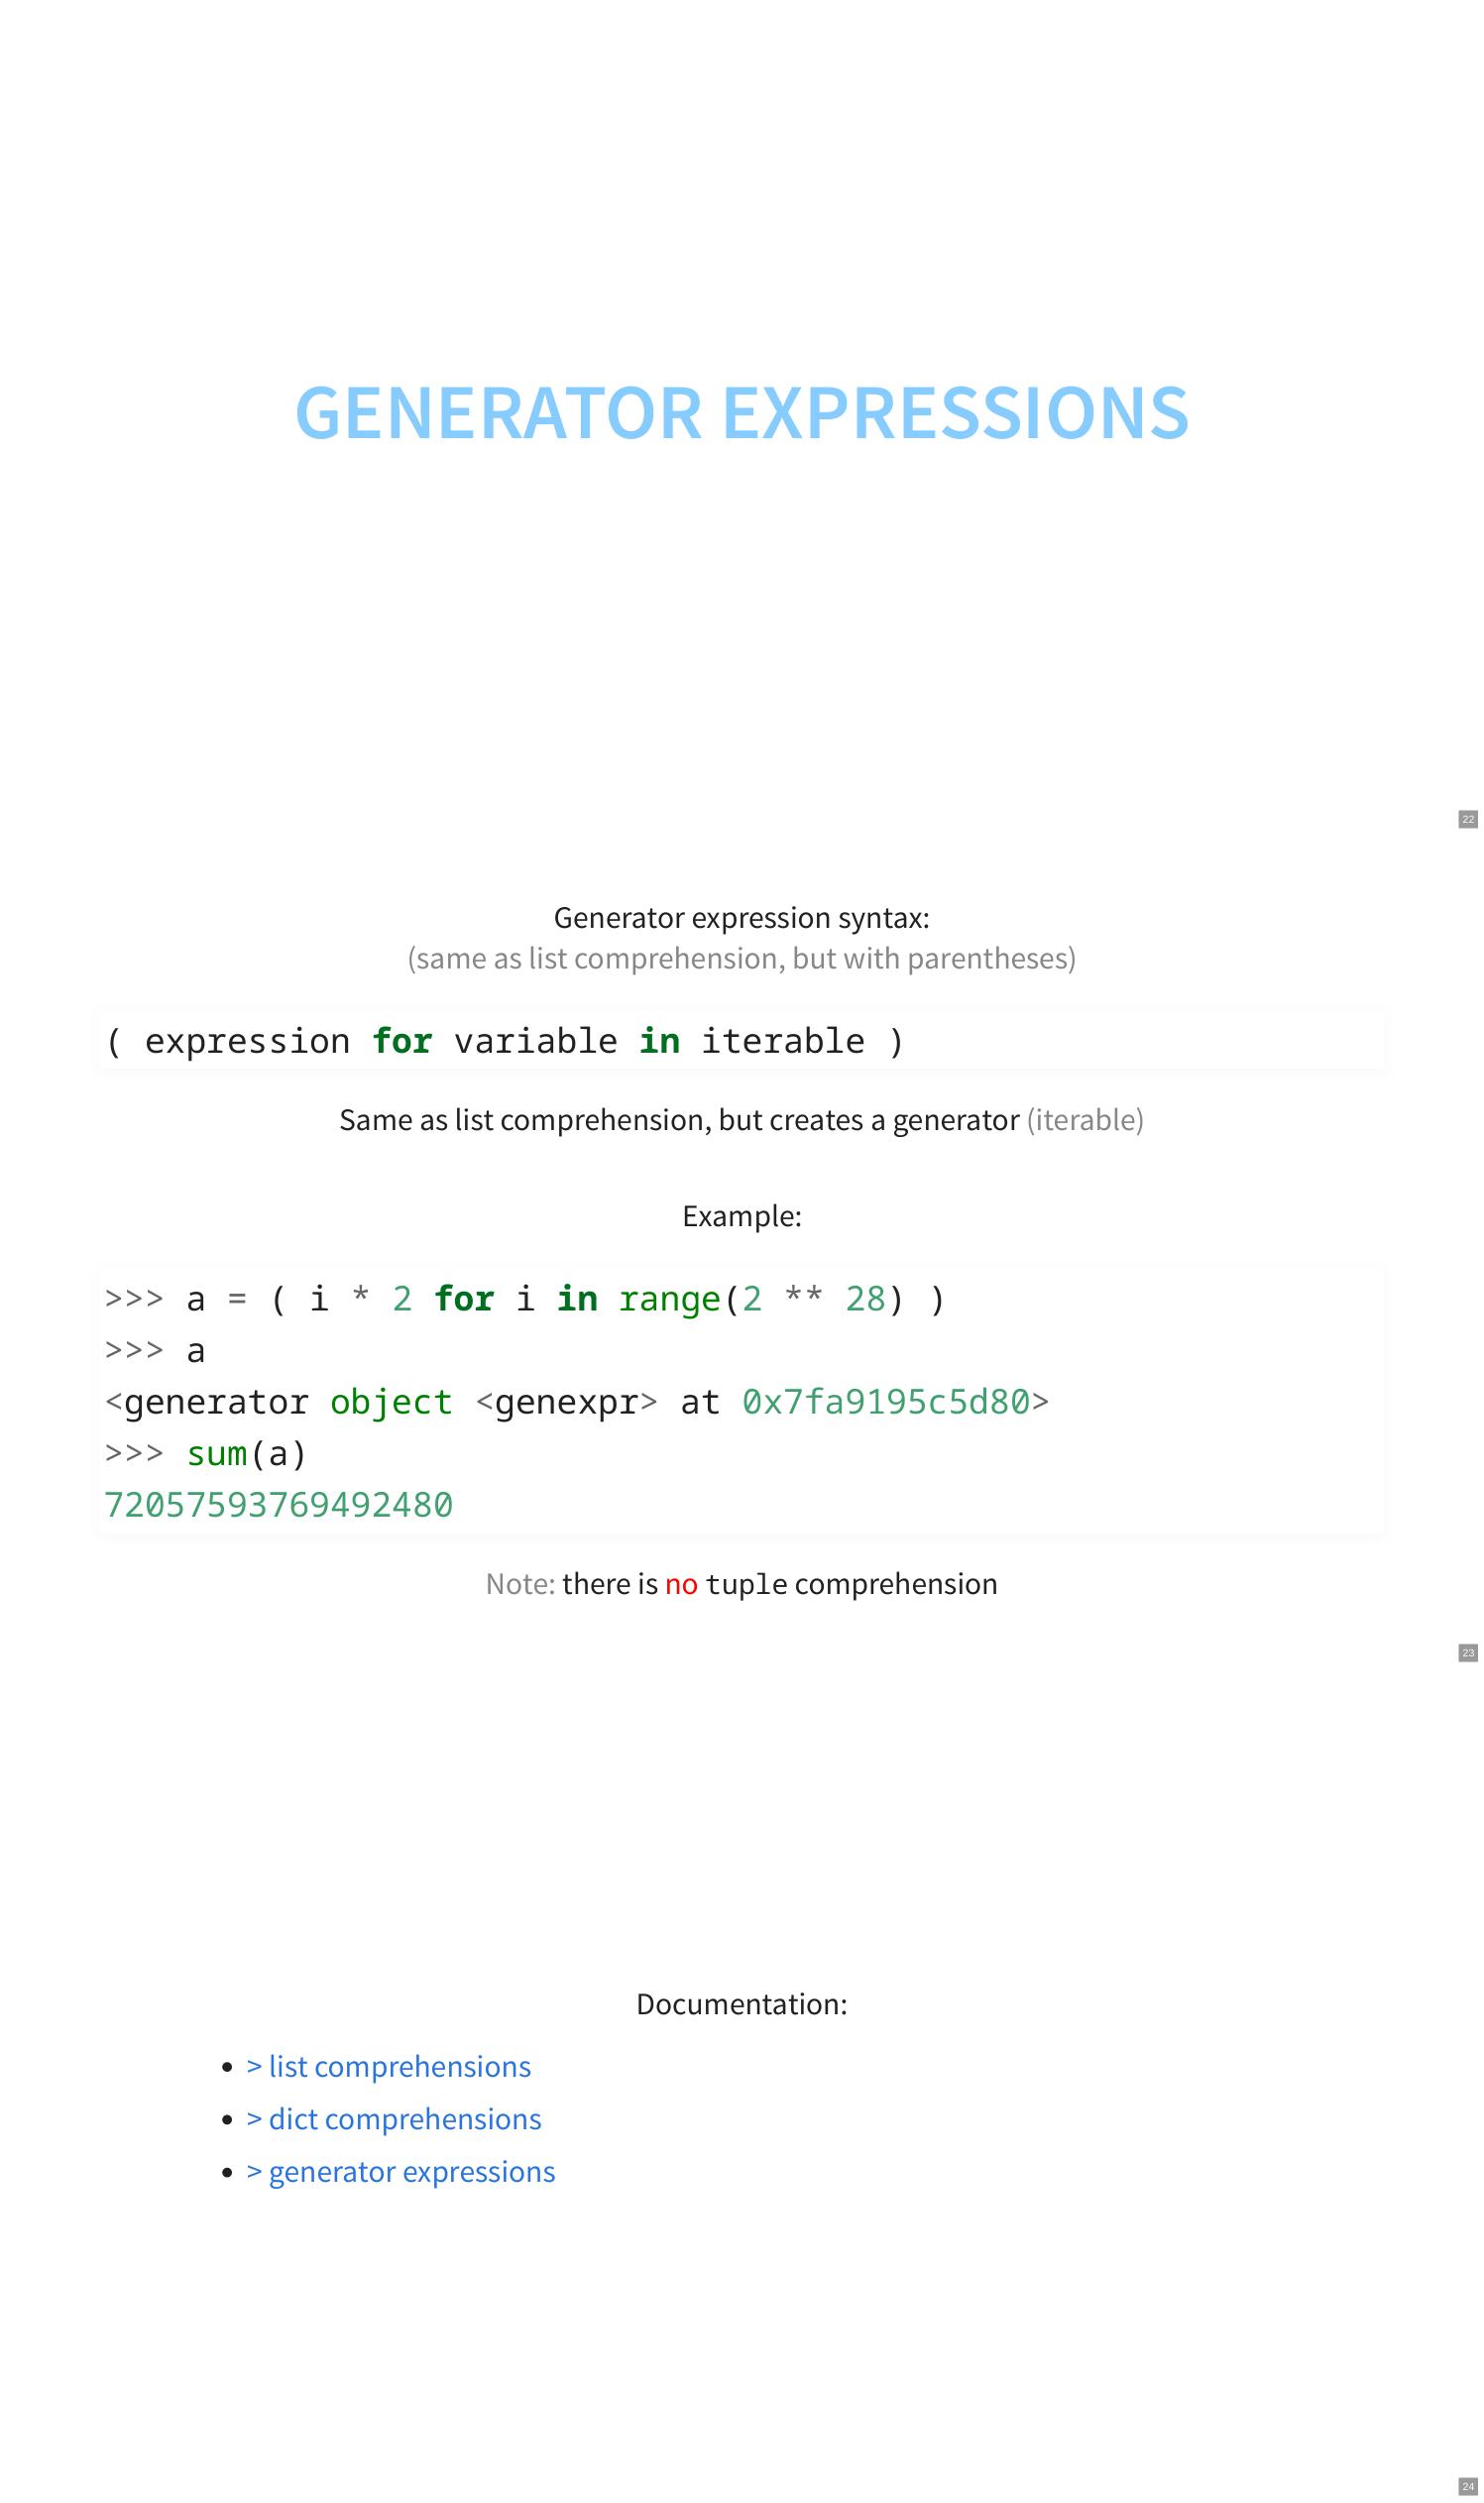 GENERATOR EXPRESSIONS
22
Generator expression syntax:
(same as list comprehension, but with parentheses)
( expression for variable in iterable )
Same as list comprehension, but creates a generator (iterable)
Example:
>>> a = ( i * 2 for i in range(2 ** 28) )
>>> a
<generator object <genexpr> at 0x7fa9195c5d80>
>>> sum(a)
72057593769492480
Note: there is no tuple comprehension
23
Documentation:
• > list comprehensions
• > dict comprehensions
• > generator expressions
24